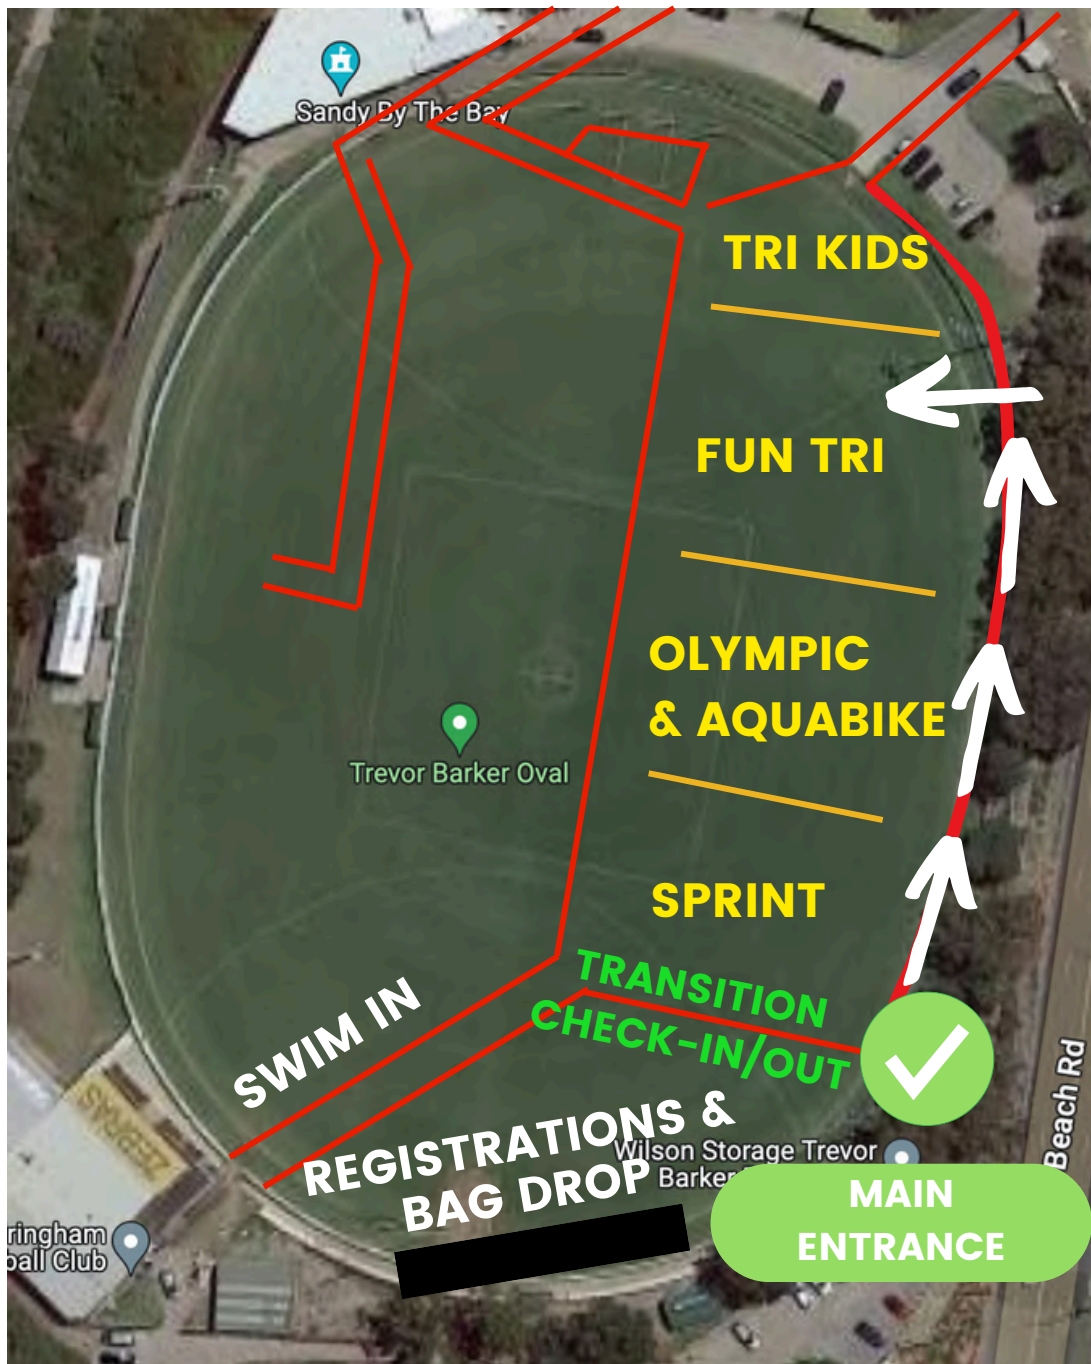 Sandy By The Bay
TRI KIDS
FUN TRI
OLYMPIC
& AQUABIKE
Trevor Barker Oval
SPRINT
TRANSITION
CHECK-IN/OUT
SWIM IN
REGISTRATIONS &
BAG DROP
Wilson Storage Trevor
Barker
Beach Rd
MAIN
ENTRANCE
ZEBRAS
ringham
ball Club